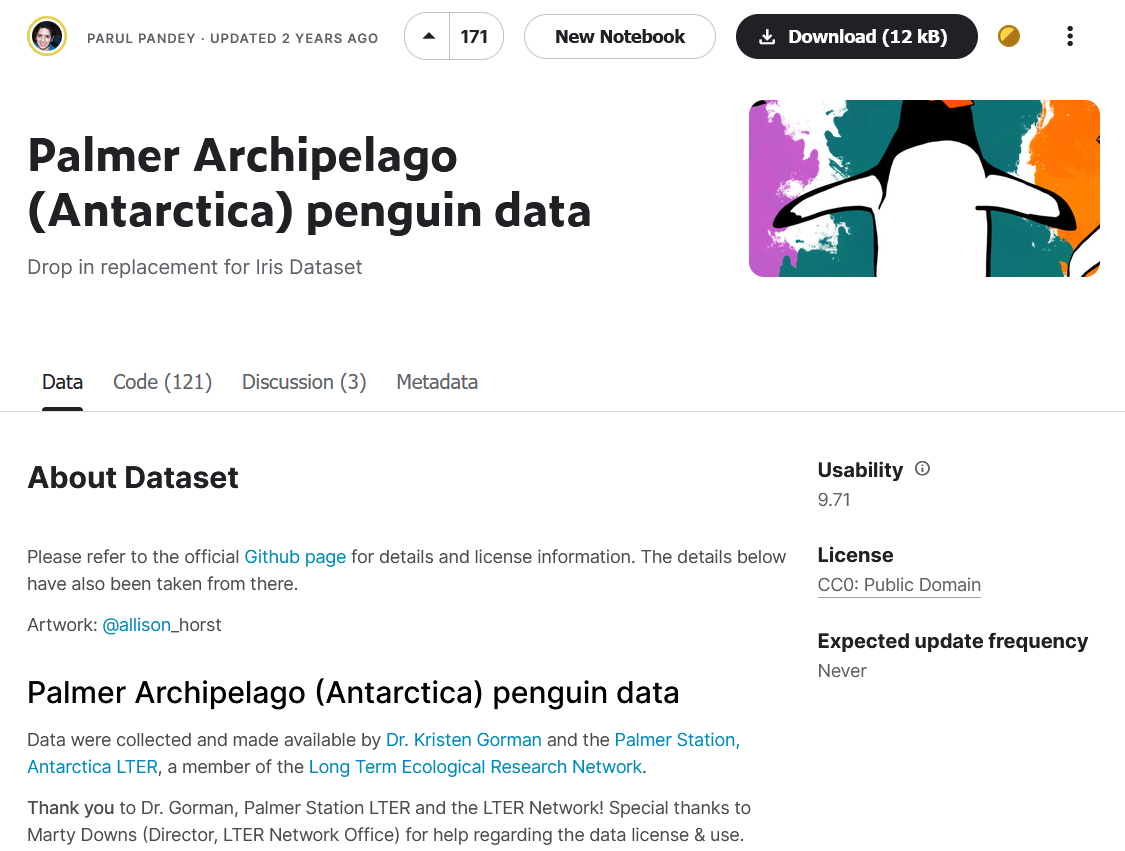 PARUL PANDEY · UPDATED 2 YEARS AGO
171
New Notebook
Download (12 kB)
Palmer Archipelago
(Antarctica) penguin data
Drop in replacement for Iris Dataset
Data
Code (121)
Discussion (3)
Metadata
About Dataset
Please refer to the official Github page for details and license information. The details below
have also been taken from there.
Artwork: @allison_horst
Palmer Archipelago (Antarctica) penguin data
Data were collected and made available by Dr. Kristen Gorman and the Palmer Station,
Antarctica LTER, a member of the Long Term Ecological Research Network.
Thank you to Dr. Gorman, Palmer Station LTER and the LTER Network! Special thanks to
Marty Downs (Director, LTER Network Office) for help regarding the data license & use.
Usability
9.71
License
CC0: Public Domain
Expected update frequency
Never